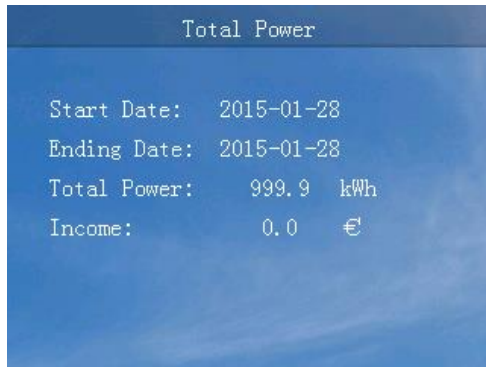 Total Power
Start Date: 2015-01-28
Ending Date: 2015-01-28
Total Power: 999.9 kWh
Income: 0.0 €